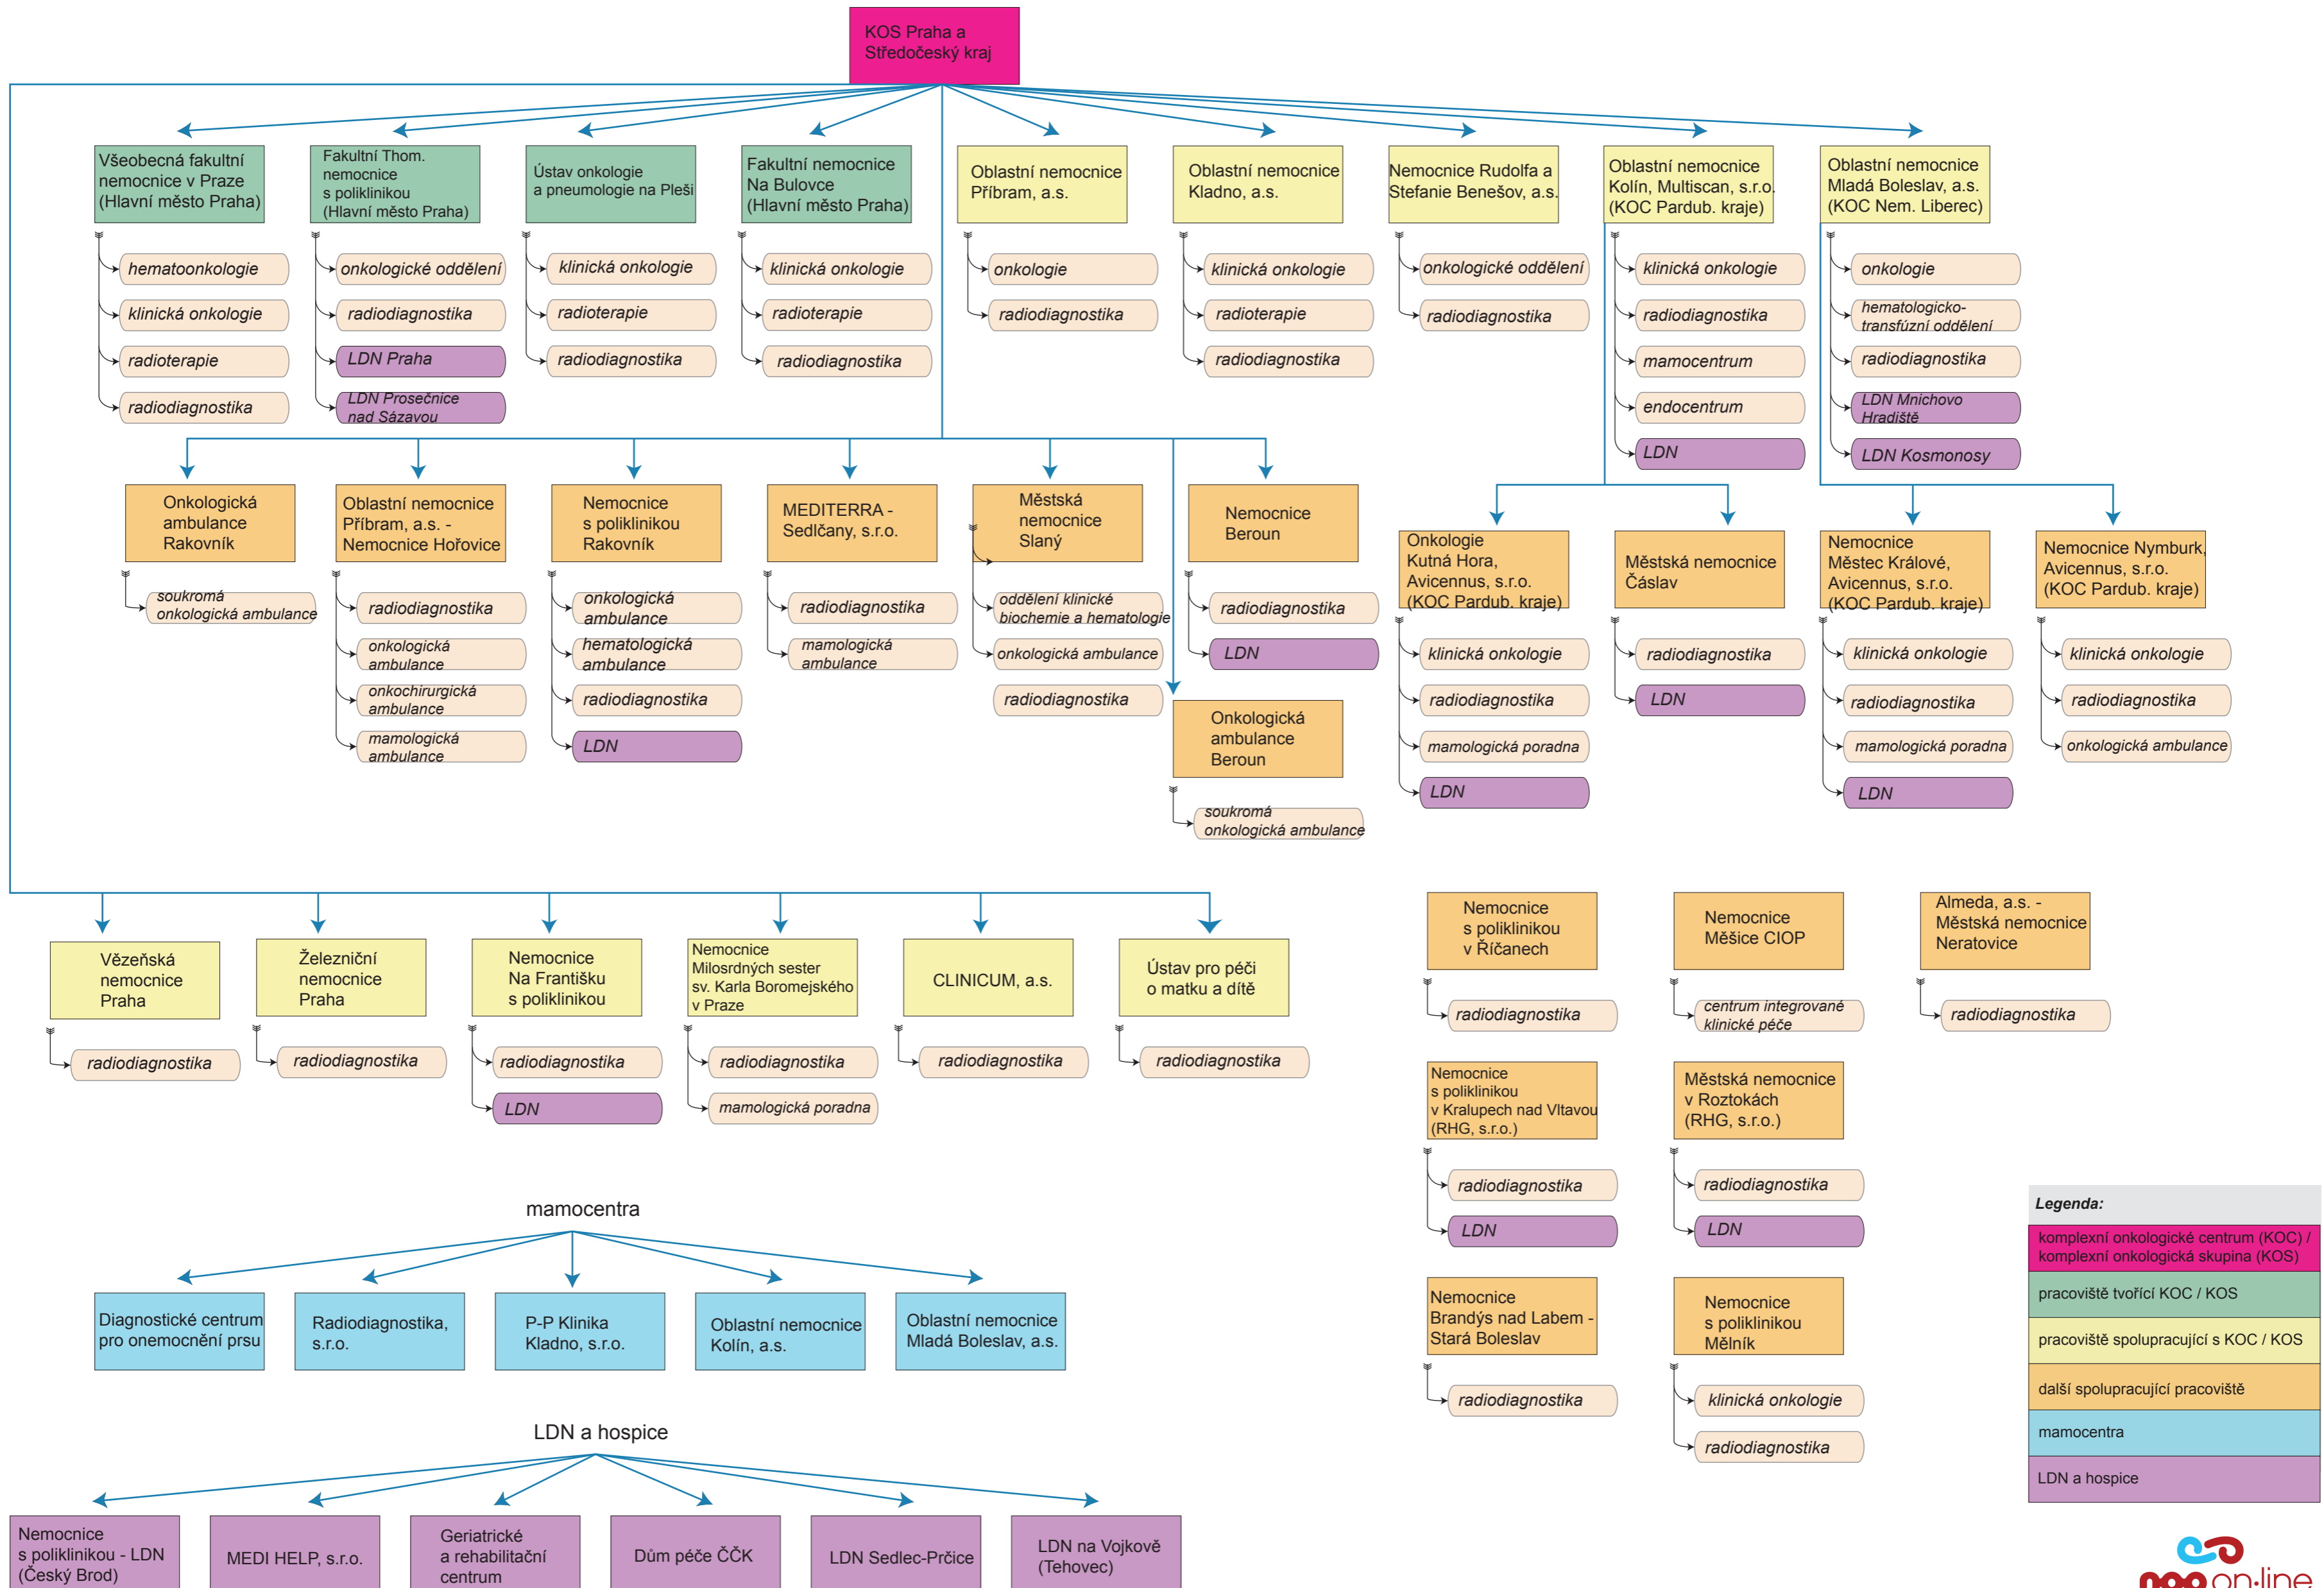 KOS Praha a
Středočeský kraj
Všeobecná fakultní
nemocnice v Praze
(Hlavní město Praha)
hematoonkologie
klinická onkologie
radioterapie
radiodiagnostika
Fakultní Thom.
nemocnice
s poliklinikou
(Hlavní město Praha)
onkologické oddělení
radiodiagnostika
LDN Praha
LDN Prosečnice
nad Sázavou
Ústav onkologie
a pneumologie na Pleši
klinická onkologie
radioterapie
radiodiagnostika
Fakultní nemocnice
Na Bulovce
(Hlavní město Praha)
klinická onkologie
radioterapie
radiodiagnostika
Oblastní nemocnice
Příbram, a.s.
onkologie
radiodiagnostika
Oblastní nemocnice
Kladno, a.s.
klinická onkologie
radioterapie
radiodiagnostika
Nemocnice Rudolfa a
Stefanie Benešov, a.s.
onkologické oddělení
radiodiagnostika
Oblastní nemocnice
Kolín, Multiscan, s.r.o.
(KOC Pardub. kraje)
klinická onkologie
radiodiagnostika
mamocentrum
endocentrum
LDN
Oblastní nemocnice
Mladá Boleslav, a.s.
(KOC Nem. Liberec)
onkologie
hematologicko-
transfúzní oddělení
radiodiagnostika
LDN Mnichovo
Hradiště
LDN Kosmonosy
Onkologická
ambulance
Rakovník
soukromá
onkologická ambulance
Oblastní nemocnice
Příbram, a.s. -
Nemocnice Hořovice
radiodiagnostika
onkologická
ambulance
onkochirurgická
ambulance
mamologická
ambulance
Nemocnice
s poliklinikou
Rakovník
onkologická
ambulance
hematologická
ambulance
radiodiagnostika
LDN
MEDITERRA -
Sedlčany, s.r.o.
radiodiagnostika
mamologická
ambulance
Městská
nemocnice
Slaný
oddělení klinické
biochemie a hematologie
onkologická ambulance
radiodiagnostika
Nemocnice
Beroun
radiodiagnostika
LDN
Onkologická
ambulance
Beroun
soukromá
onkologická ambulance
Onkologie
Kutná Hora,
Avicennus, s.r.o.
(KOC Pardub. kraje)
klinická onkologie
radiodiagnostika
mamologická poradna
LDN
Městská nemocnice
Čáslav
radiodiagnostika
LDN
Nemocnice
Městec Králové,
Avicennus, s.r.o.
(KOC Pardub. kraje)
klinická onkologie
radiodiagnostika
mamologická poradna
LDN
Nemocnice Nymburk,
Avicennus, s.r.o.
(KOC Pardub. kraje)
klinická onkologie
radiodiagnostika
onkologická ambulance
Vězeňská
nemocnice
Praha
radiodiagnostika
Železniční
nemocnice
Praha
radiodiagnostika
Nemocnice
Na Františku
s poliklinikou
radiodiagnostika
LDN
Nemocnice
Milosrdných sester
sv. Karla Boromejského
v Praze
radiodiagnostika
mamologická poradna
CLINICUM, a.s.
radiodiagnostika
Ústav pro péči
o matku a dítě
radiodiagnostika
Nemocnice
s poliklinikou
v Říčanech
radiodiagnostika
Nemocnice
Měšice CIOP
centrum integrované
klinické péče
Almeda, a.s. -
Městská nemocnice
Neratovice
radiodiagnostika
Nemocnice
s poliklinikou
v Kralupech nad Vltavou
(RHG, s.r.o.)
radiodiagnostika
LDN
Městská nemocnice
v Roztokách
(RHG, s.r.o.)
radiodiagnostika
LDN
Nemocnice
Brandýs nad Labem -
Stará Boleslav
radiodiagnostika
Nemocnice
s poliklinikou
Mělník
klinická onkologie
radiodiagnostika
mamocentra
Diagnostické centrum
pro onemocnění prsu
Radiodiagnostika,
s.r.o.
P-P Klinika
Kladno, s.r.o.
Oblastní nemocnice
Kolín, a.s.
Oblastní nemocnice
Mladá Boleslav, a.s.
LDN a hospice
Nemocnice
s poliklinikou - LDN
(Český Brod)
MEDI HELP, s.r.o.
Geriatrické
a rehabilitační
centrum
Dům péče ČČK
LDN Sedlec-Prčice
LDN na Vojkově
(Tehovec)
Legenda:
komplexní onkologické centrum (KOC) /
komplexní onkologická skupina (KOS)
pracoviště tvořící KOC / KOS
pracoviště spolupracující s KOC / KOS
další spolupracující pracoviště
mamocentra
LDN a hospice
on·line